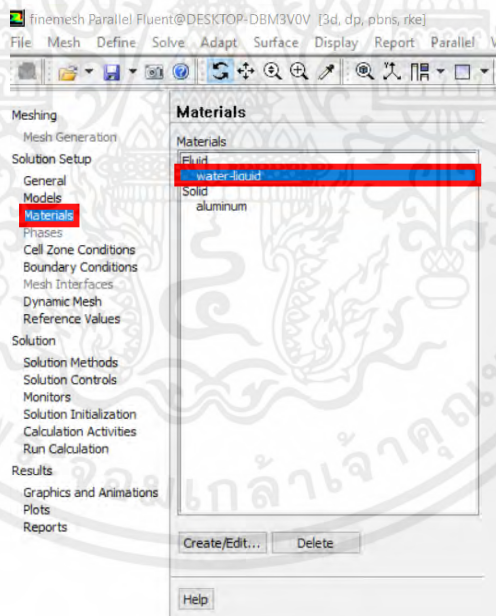 finemesh Parallel Fluent@DESKTOP-DBM3V0V [3d, dp, pbns, rke]
File Mesh Define Solve Adapt Surface Display Report Parallel
Meshing
Mesh Generation
Solution Setup
General
Models
Materials
Phases
Cell Zone Conditions
Boundary Conditions
Mesh Interfaces
Dynamic Mesh
Reference Values
Solution
Solution Methods
Solution Controls
Monitors
Solution Initialization
Calculation Activities
Run Calculation
Results
Graphics and Animations
Plots
Reports
Materials
Materials
Fluid
water-liquid
Solid
aluminum
Create/Edit... Delete
Help